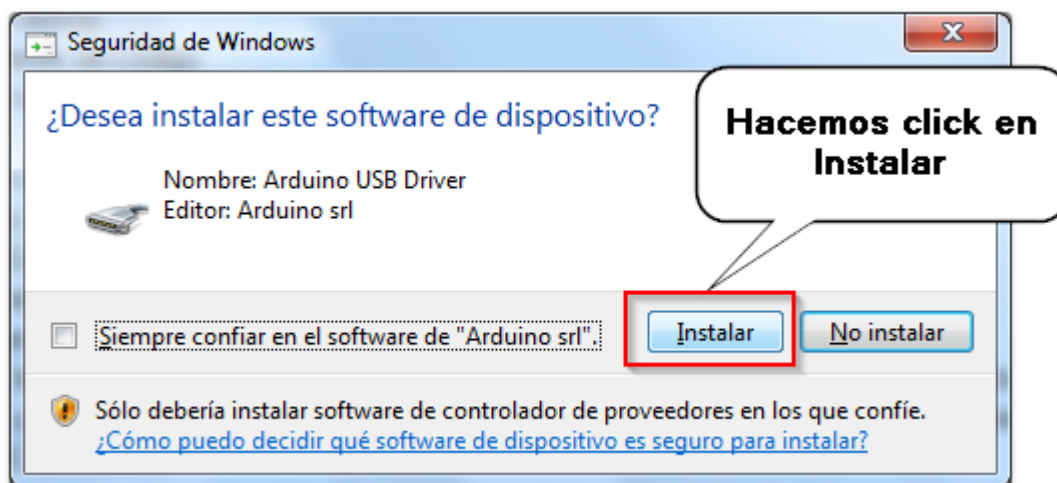 Seguridad de Windows
¿Desea instalar este software de dispositivo?
Hacemos click en
Instalar
Nombre: Arduino USB Driver
Editor: Arduino srl
Siempre confiar en el software de "Arduino srl".
Instalar
No instalar
Sólo debería instalar software de controlador de proveedores en los que confíe.
¿Cómo puedo decidir qué software de dispositivo es seguro para instalar?